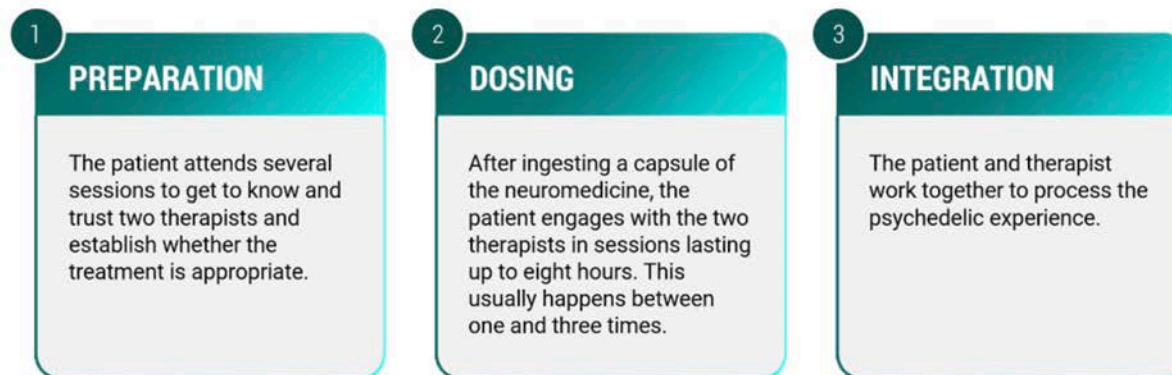 1
PREPARATION
The patient attends several
sessions to get to know and
trust two therapists and
establish whether the
treatment is appropriate.
2
DOSING
After ingesting a capsule of
the neuromedicine, the
patient engages with the two
therapists in sessions lasting
up to eight hours. This
usually happens between
one and three times.
3
INTEGRATION
The patient and therapist
work together to process the
psychedelic experience.